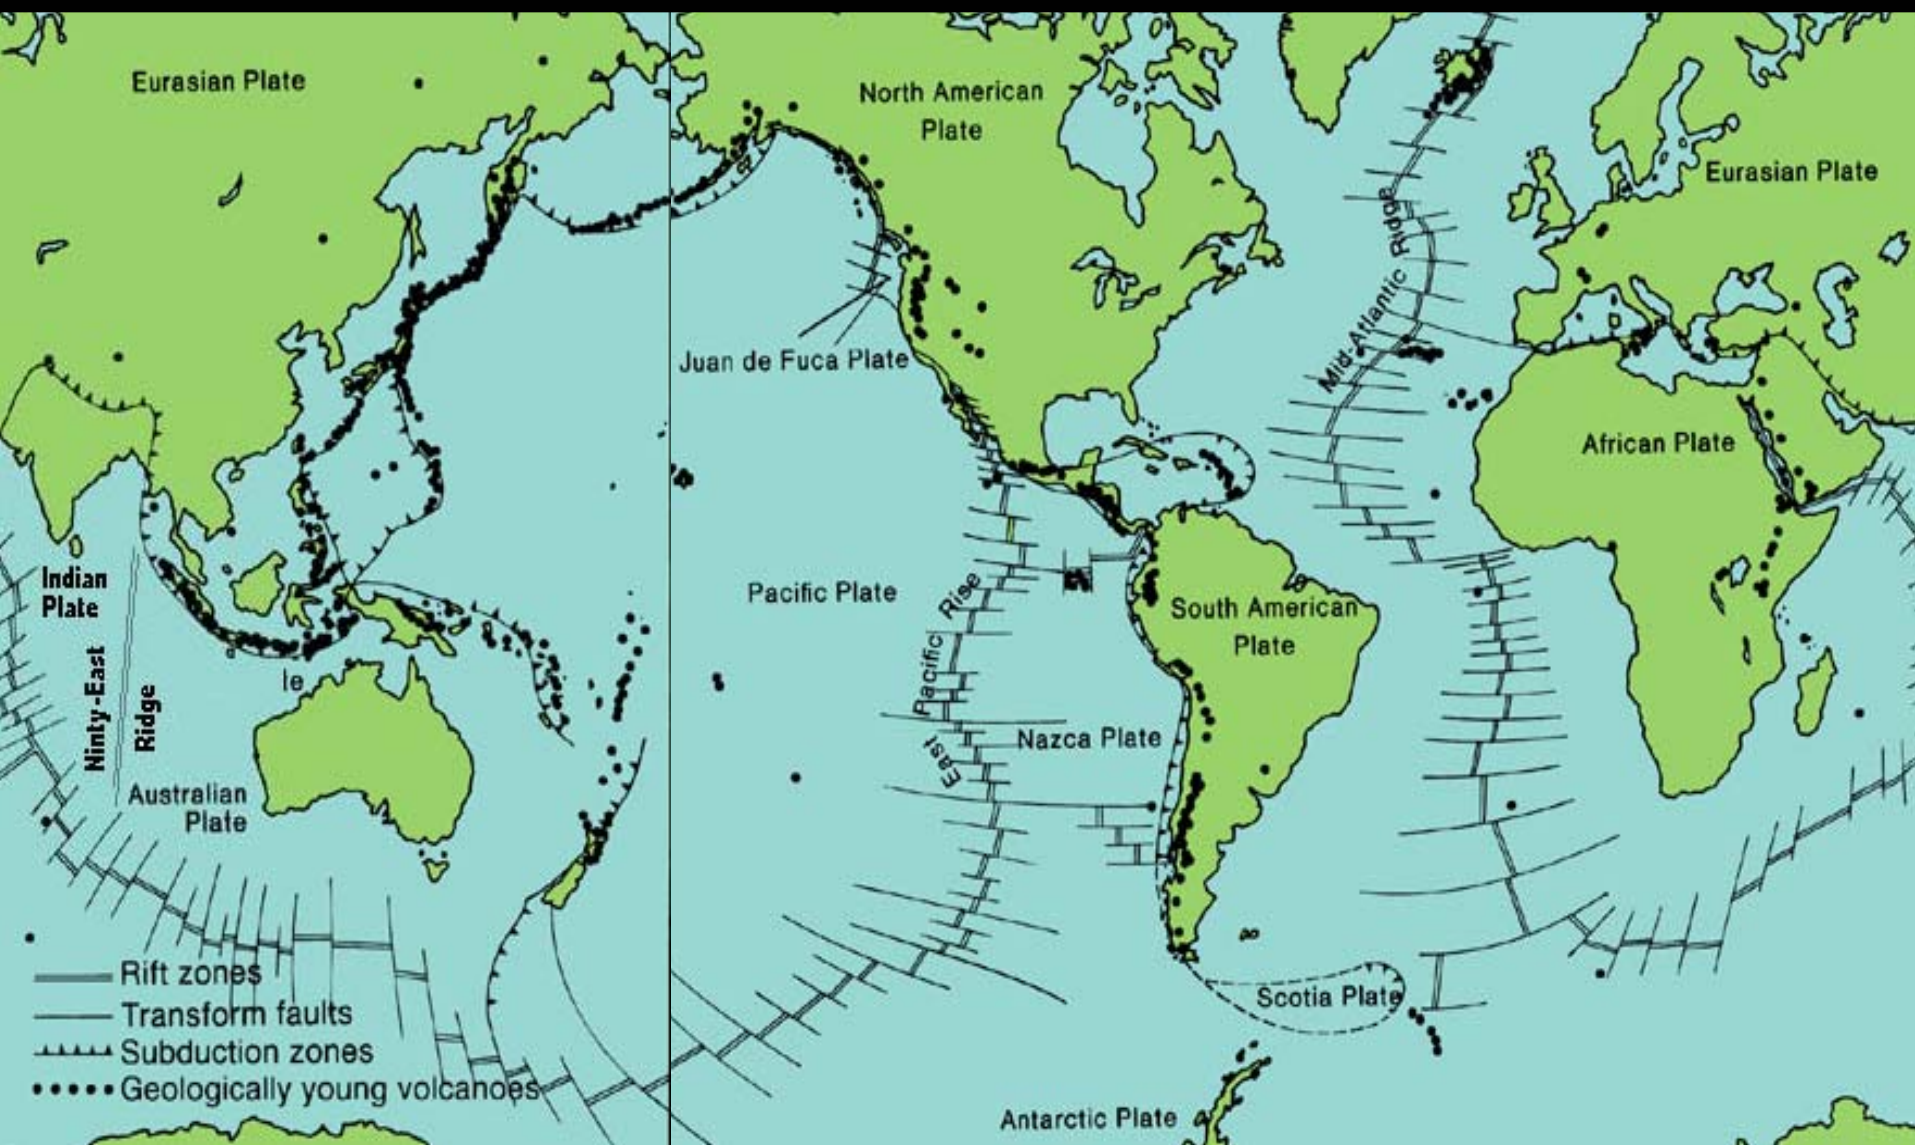 Eurasian Plate
North American
Plate
Eurasian Plate
Mid-Atlantic Ridge
Juan de Fuca Plate
African Plate
Indian
Plate
Pacific Plate
East Pacific Rise
South American
Plate
Ninty-East
Ridge
le
Nazca Plate
Australian
Plate
Rift zones
Transform faults
Subduction zones
Geologically young volcanoes
Scotia Plate
Antarctic Plate